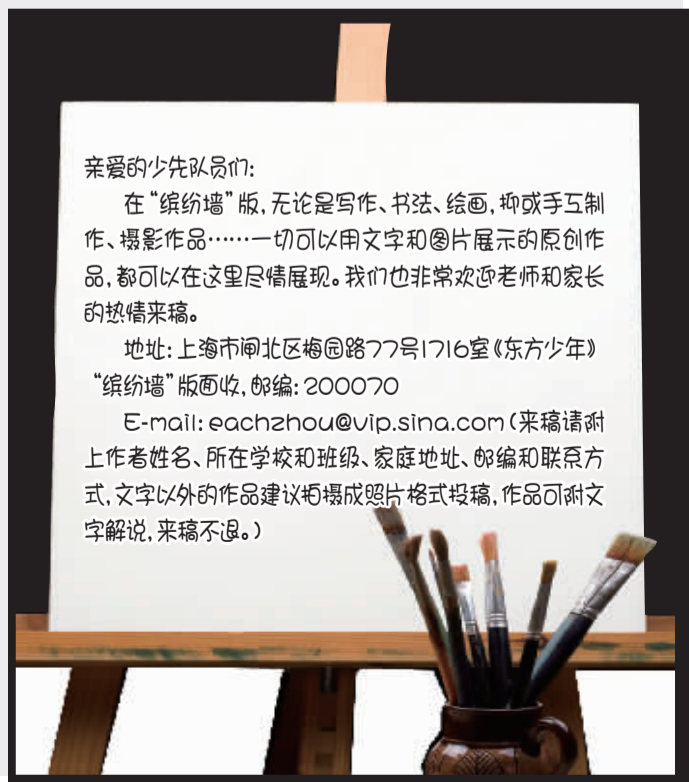 亲爱的少先队员们:
在“缤纷墙”版,无论是写作、书法、绘画,抑或手工制
作、摄影作品……一切可以用文字和图片展示的原创作
品,都可以在这里尽情展现。我们也非常欢迎老师和家长
的热情来稿。
地址:上海市闸北区梅园路77号1716室《东方少年》
“缤纷墙”版面收,邮编:200070
E-mail:eachzhou@vip.sina.com(来稿请附
上作者姓名、所在学校和班级、家庭地址、邮编和联系方
式,文字以外的作品建议拍摄成照片格式投稿,作品可附文
字解说,来稿不退。)